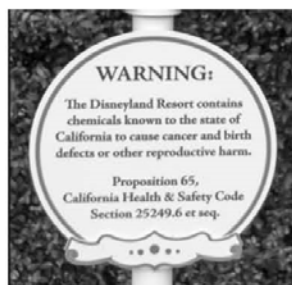 WARNING:
The Disneyland Resort contains
chemicals known to the state of
California to cause cancer and birth
defects or other reproductive harm.
Proposition 65,
California Health & Safety Code
Section 25249.6 et seq.